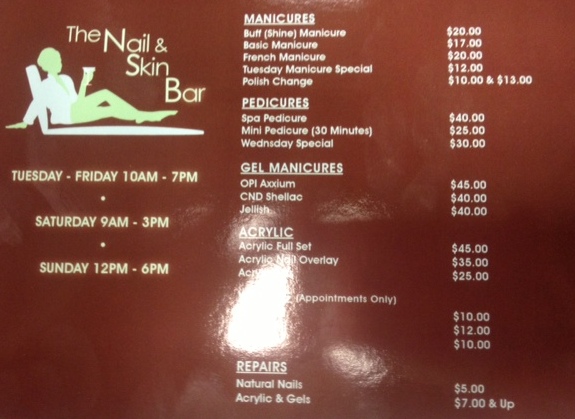 The Nail &
Skin
Bar
TUESDAY - FRIDAY 10AM - 7PM
•
SATURDAY 9AM - 3PM
•
SUNDAY 12PM - 6PM
MANICURES
Buff (Shine) Manicure $20.00
Basic Manicure $17.00
French Manicure $20.00
Tuesday Manicure Special $12.00
Polish Change $10.00 & $13.00
PEDICURES
Spa Pedicure $40.00
Mini Pedicure (30 Minutes) $25.00
Wednsday Special $30.00
GEL MANICURES
OPI Axxium $45.00
CND Shellac $40.00
Jellish $40.00
ACRYLIC
Acrylic Full Set $45.00
Acrylic Nail Overlay $35.00
$25.00
(Appointments Only)
$10.00
$12.00
$10.00
REPAIRS
Natural Nails $5.00
Acrylic & Gels $7.00 & Up